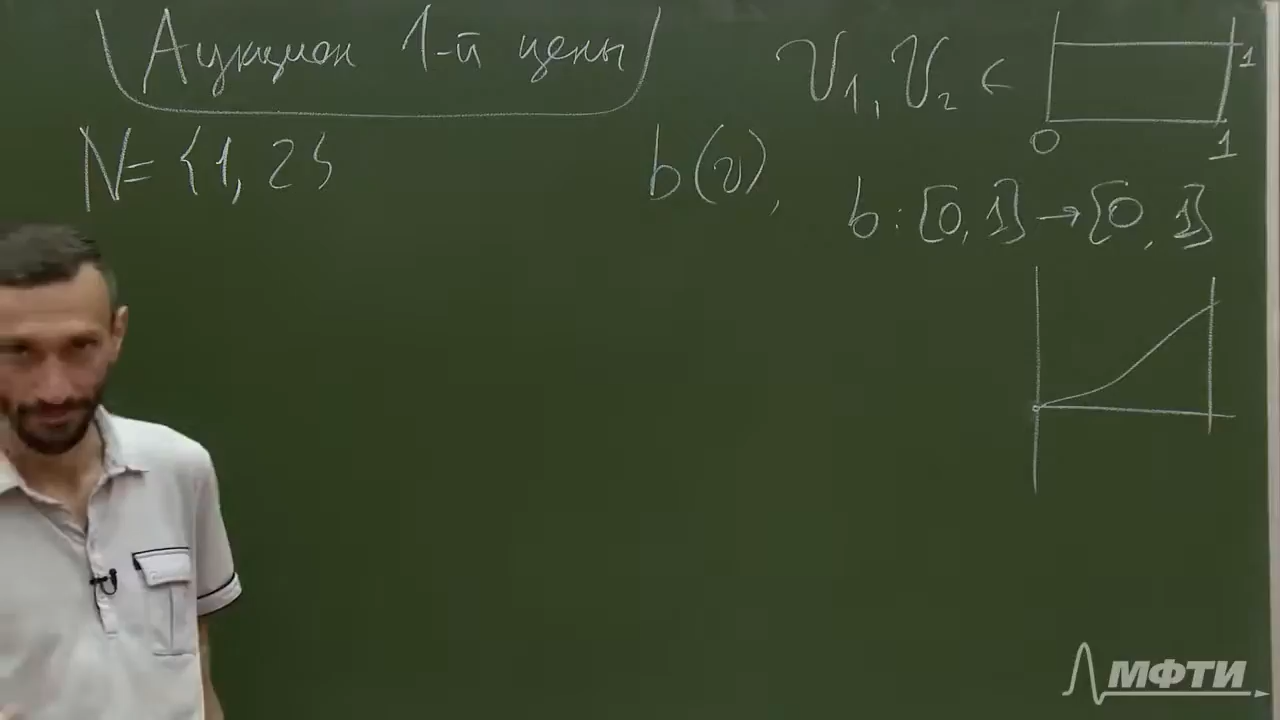 Аукцион 1-й цены
V₁, V₂ ∈
1
0 1
N = {1, 2}
b(v),
b: [0, 1] → [0, 1]
МФТИ